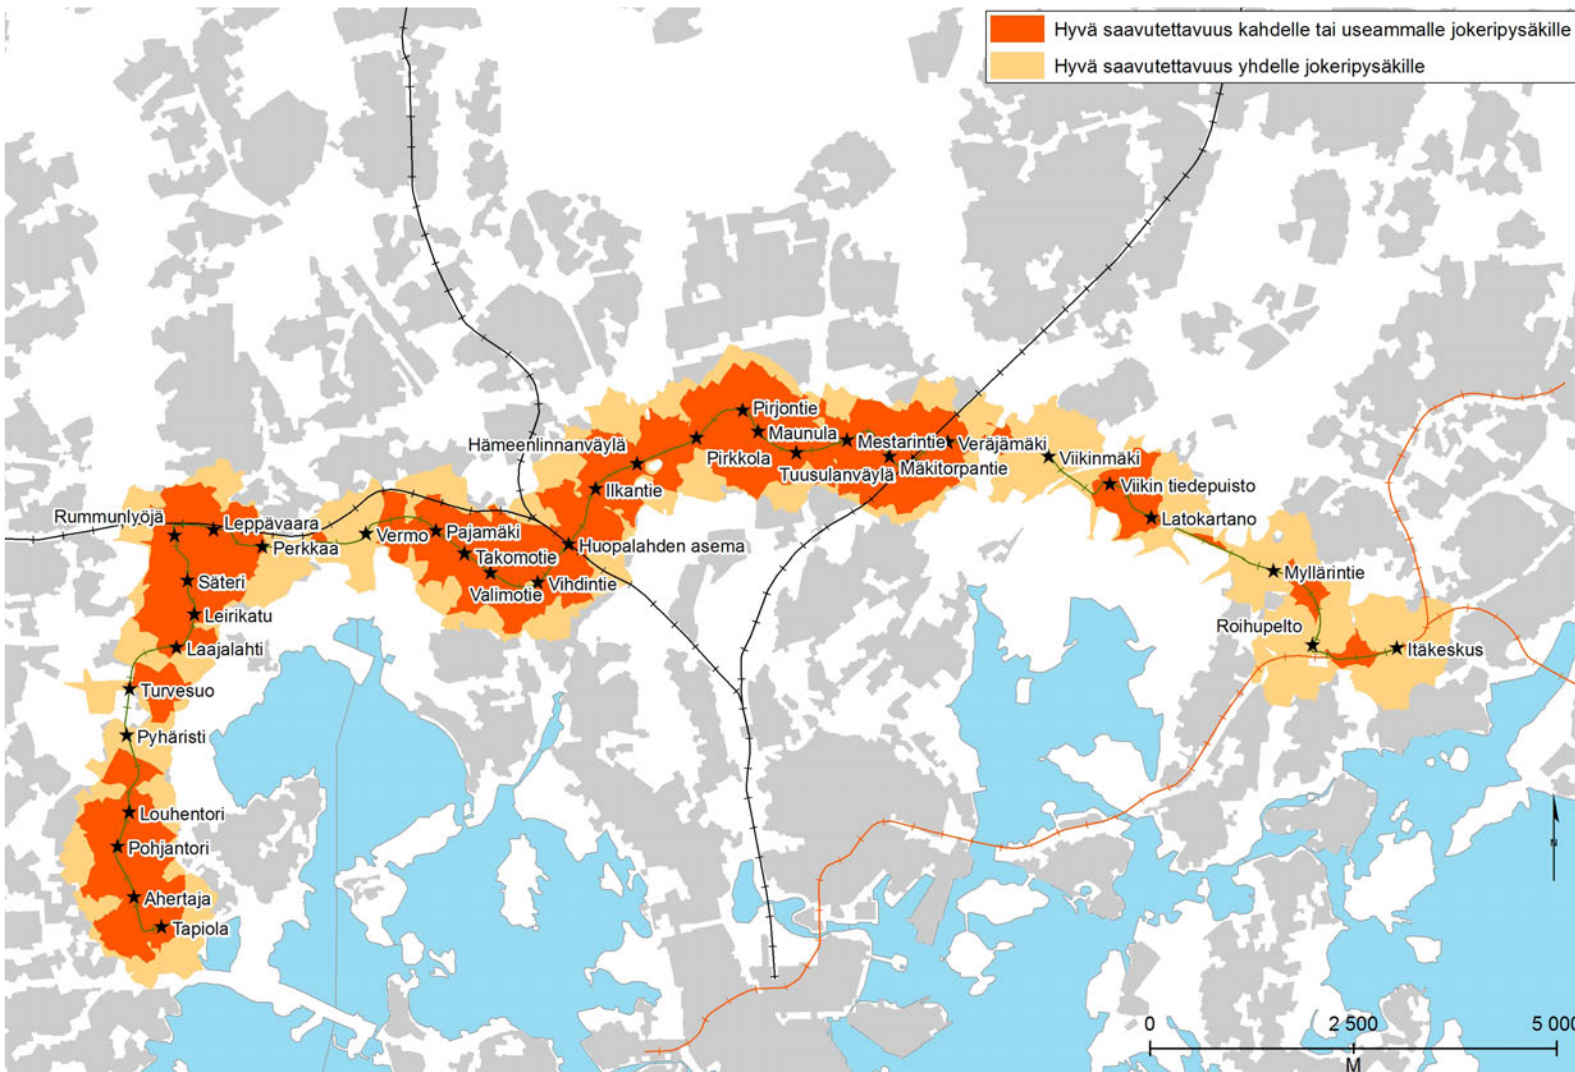 Hyvä saavutettavuus kahdelle tai useammalle jokeripysäkille
Hyvä saavutettavuus yhdelle jokeripysäkille
Pirjontie
Hämeenlinnanväylä
Maunula
Mestarintie
Veräjämäki
Pirkkola
Viikinmäki
Tuusulanväylä
Mäkitorpantie
Viikin tiedepuisto
Ilkantie
Rummunlyöjä
Leppävaara
Latokartano
Vermo
Pajamäki
Perkkaa
Huopalahden asema
Takomotie
Myllärintie
Säteri
Vihdintie
Valimotie
Leirikatu
Roihupelto
Laajalahti
Itäkeskus
Turvesuo
Pyhäristi
Louhentori
Pohjantori
N
Ahertaja
Tapiola
0 2 500 5 000
M